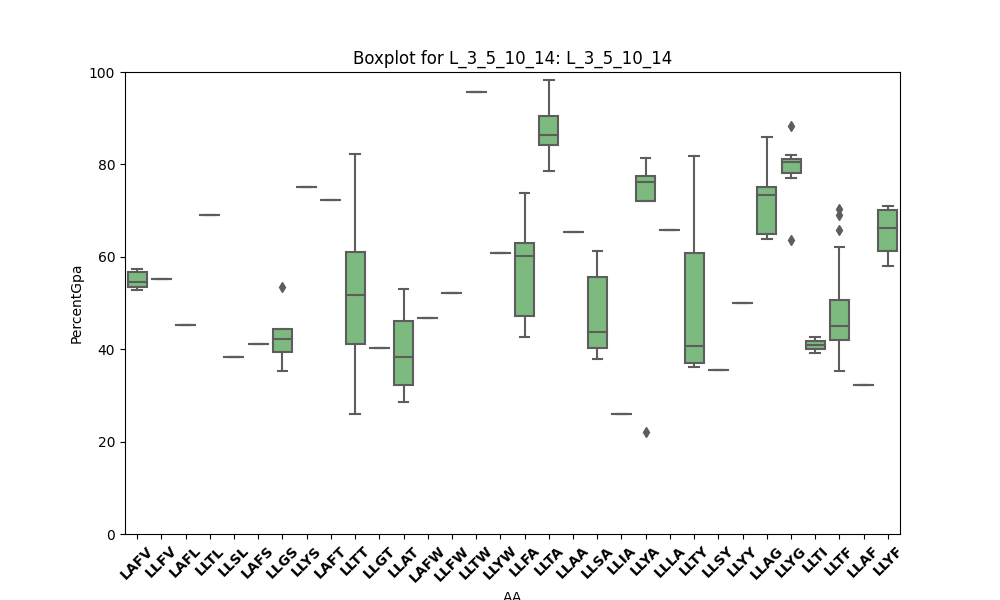 Boxplot for L_3_5_10_14: L_3_5_10_14
PercentGpa
100
80
60
40
20
0
LAFV LLFV LAFL LLTL LLSL LAFS LLGS LLYS LAFT LLTT LLGT LLAT LAFW LLFW LLTW LLYW LLFA LLTA LLAA LLSA LLIA LLYA LLLA LLTY LLSY LLYY LLAG LLYG LLTI LLTF LLAF LLYF
AA